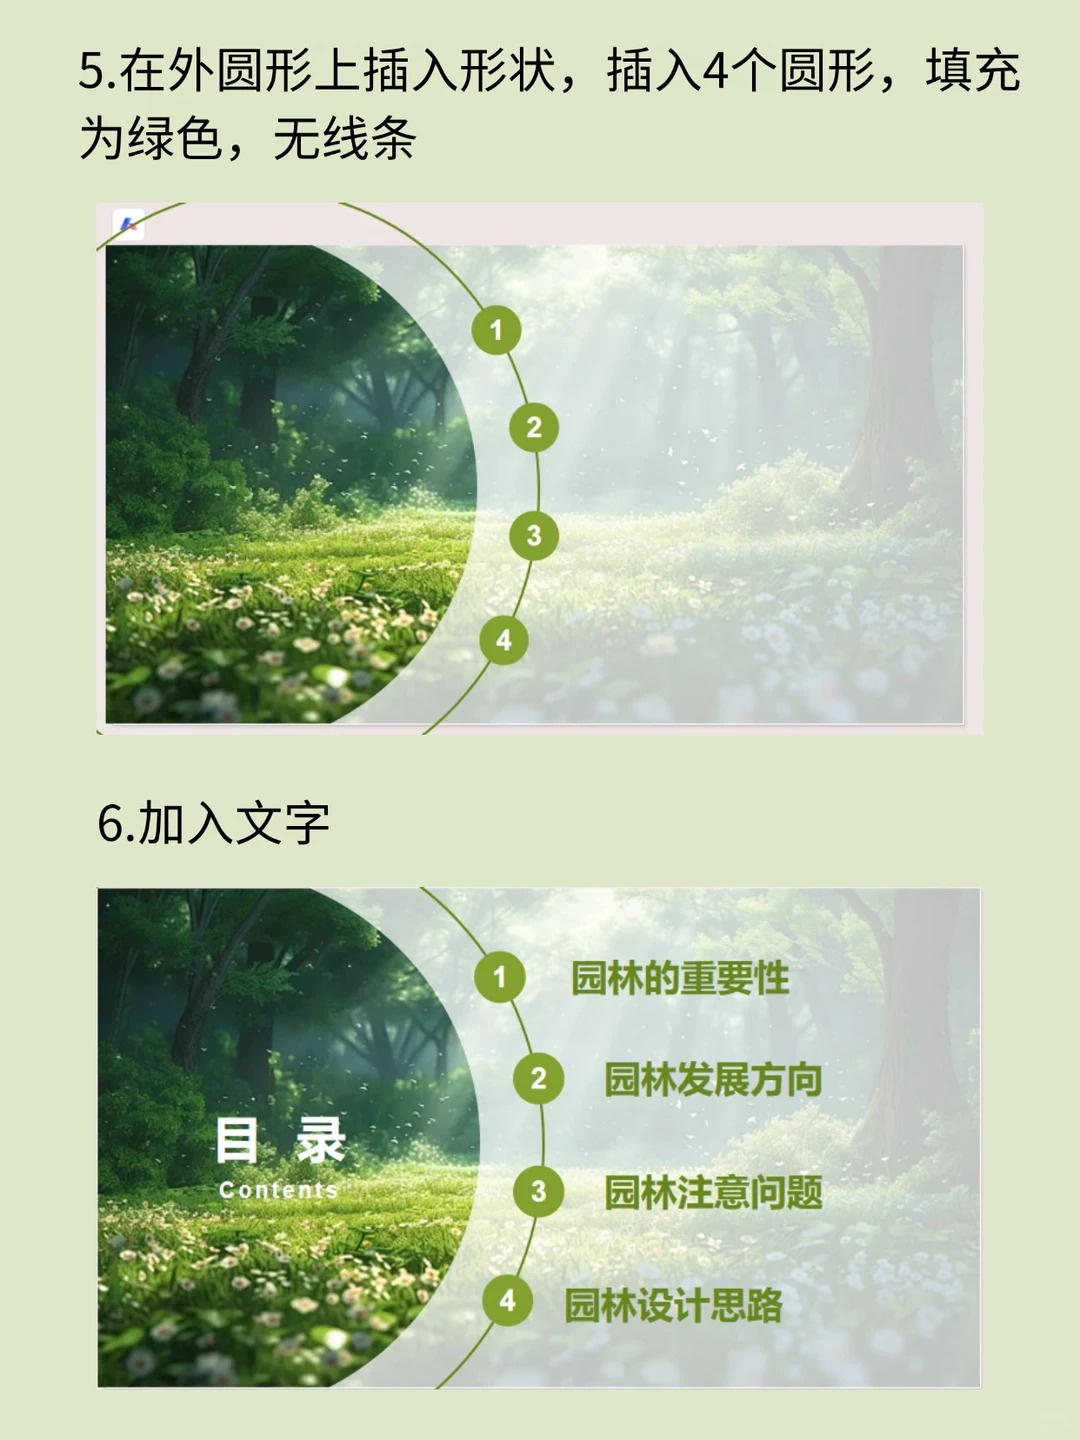 5.在外圆形上插入形状，插入4个圆形，填充
为绿色，无线条
1
2
3
4
6.加入文字
1 园林的重要性
2 园林发展方向
目 录
Contents
3 园林注意问题
4 园林设计思路